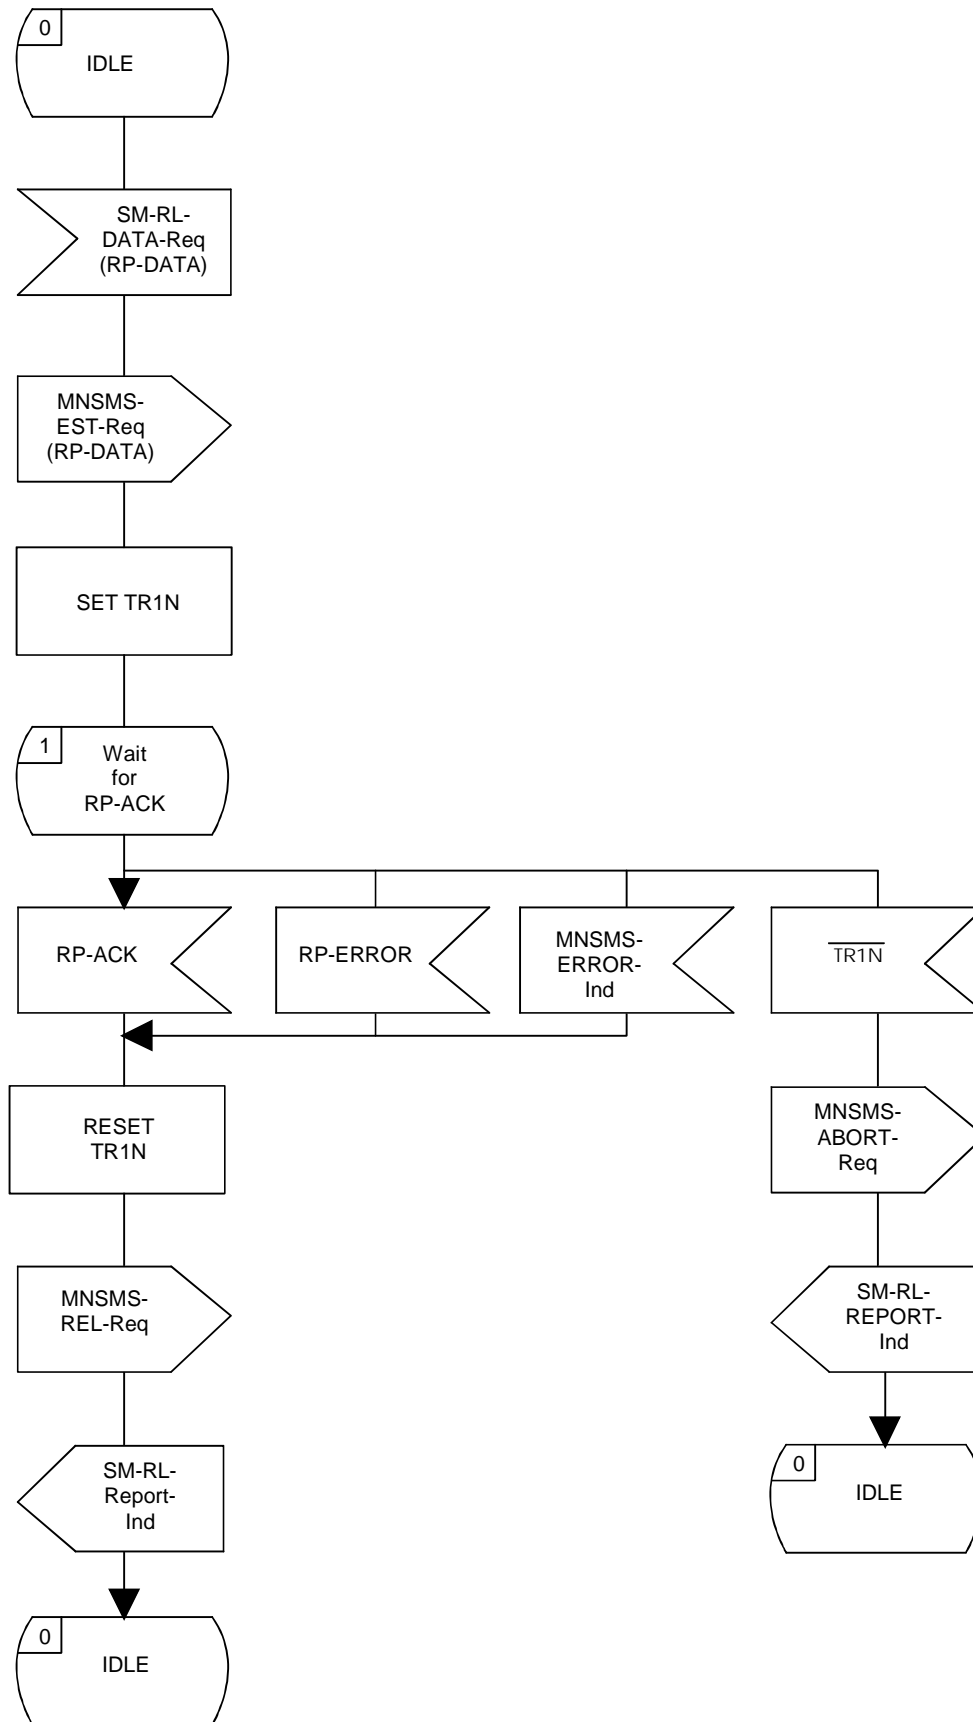 0
IDLE
SM-RL-
DATA-Req
(RP-DATA)
MNSMS-
EST-Req
(RP-DATA)
SET TR1N
1
Wait
for
RP-ACK
RP-ACK
RP-ERROR
MNSMS-
ERROR-
Ind
TR1N
RESET
TR1N
MNSMS-
ABORT-
Req
MNSMS-
REL-Req
SM-RL-
REPORT-
Ind
SM-RL-
Report-
Ind
0
IDLE
0
IDLE